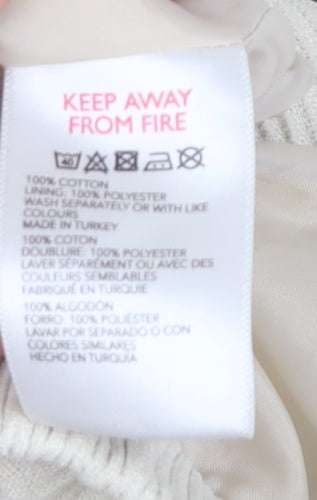 KEEP AWAY
FROM FIRE
40
100% COTTON
LINING: 100% POLYESTER
WASH SEPARATELY OR WITH LIKE
COLOURS
MADE IN TURKEY
100% COTON
DOUBLURE: 100% POLYESTER
LAVER SÉPARÉMENT OU AVEC DES
COULEURS SEMBLABLES
FABRIQUÉ EN TURQUIE
100% ALGODÓN
FORRO: 100% POLIÉSTER
LAVAR POR SEPARADO O CON
COLORES SIMILARES
HECHO EN TURQUÍA